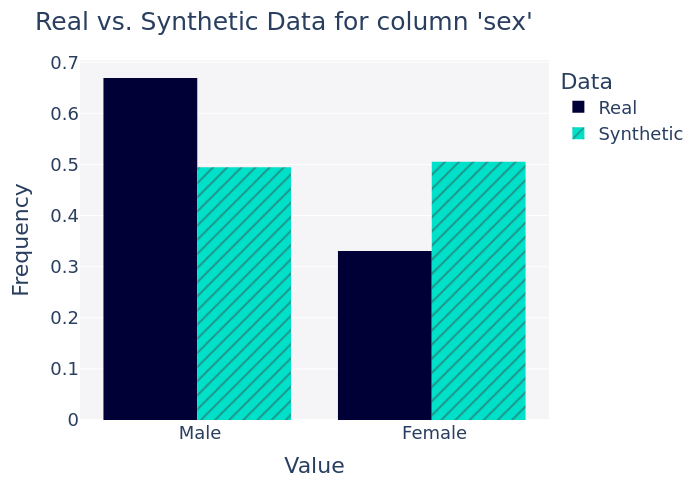 Real vs. Synthetic Data for column 'sex'
Data
Real
Synthetic
Frequency
0.7
0.6
0.5
0.4
0.3
0.2
0.1
0
Male Female
Value